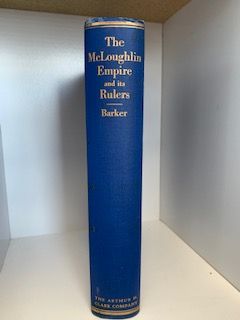 The
McLoughlin
Empire
and its
Rulers
Barker
THE ARTHUR H.
CLARK COMPANY